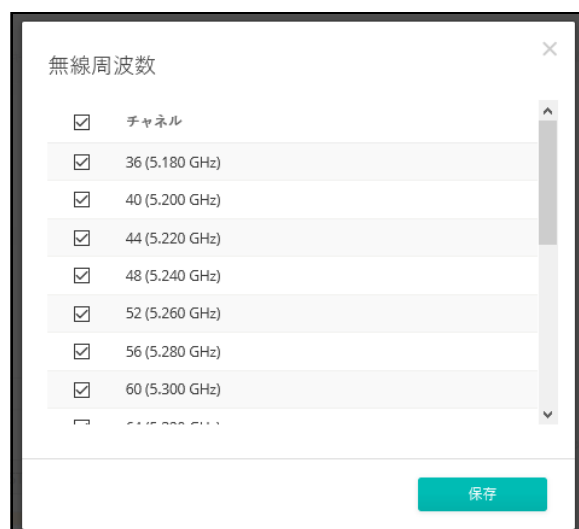 無線周波数
チャネル
36 (5.180 GHz)
40 (5.200 GHz)
44 (5.220 GHz)
48 (5.240 GHz)
52 (5.260 GHz)
56 (5.280 GHz)
60 (5.300 GHz)
保存